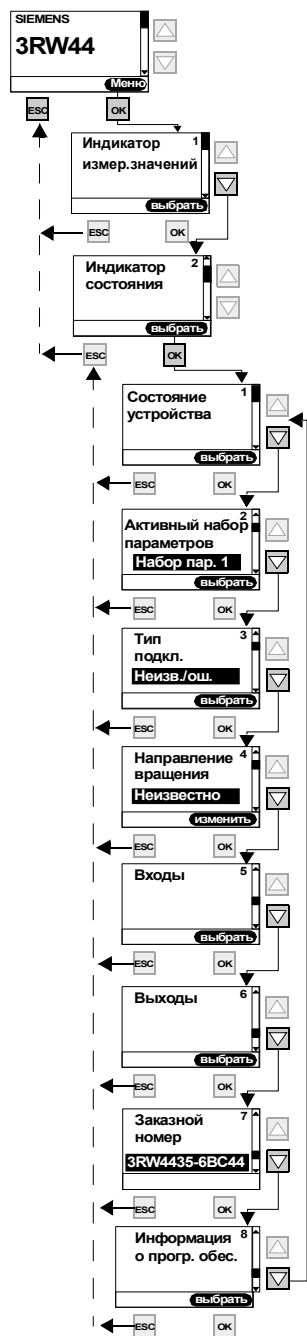 SIEMENS
3RW44
Меню
ESC OK
Индикатор 1
измер.значений
выбрать
ESC OK
Индикатор 2
состояния
выбрать
ESC OK
Состояние 1
устройства
выбрать
ESC OK
2
Активный набор
параметров
Набор пар. 1
выбрать
ESC OK
Тип 3
подкл.
Неизв./ош.
выбрать
ESC OK
Направление 4
вращения
Неизвестно
изменить
ESC OK
Входы 5
выбрать
ESC OK
Выходы 6
выбрать
ESC OK
Заказной 7
номер
3RW4435-6BC44
ESC OK
Информация 8
о прогр. обес.
выбрать
ESC OK